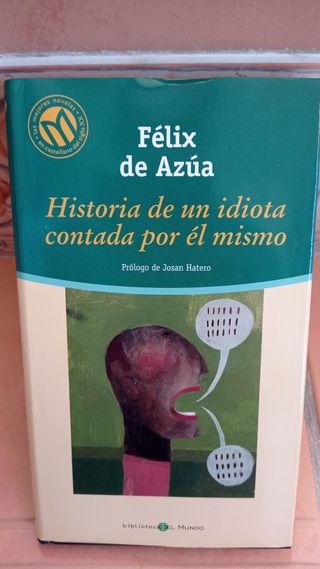 • las mejores novelas •
en castellano del siglo XX
Félix
de Azúa
Historia de un idiota
contada por él mismo
Prólogo de Josan Hatero
biblioteca EL MUNDO